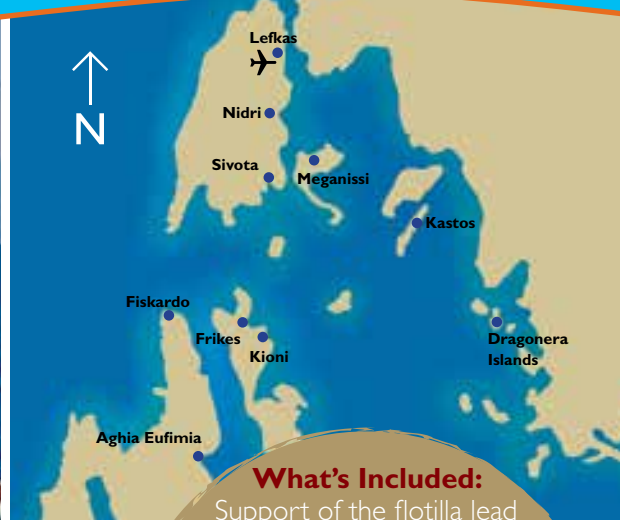 Lefkas
N
Nidri
Sivota
Meganissi
Kastos
Fiskardo
Frikes
Kioni
Dragonera
Islands
Aghia Eufimia
What's Included:
Support of the flotilla lead